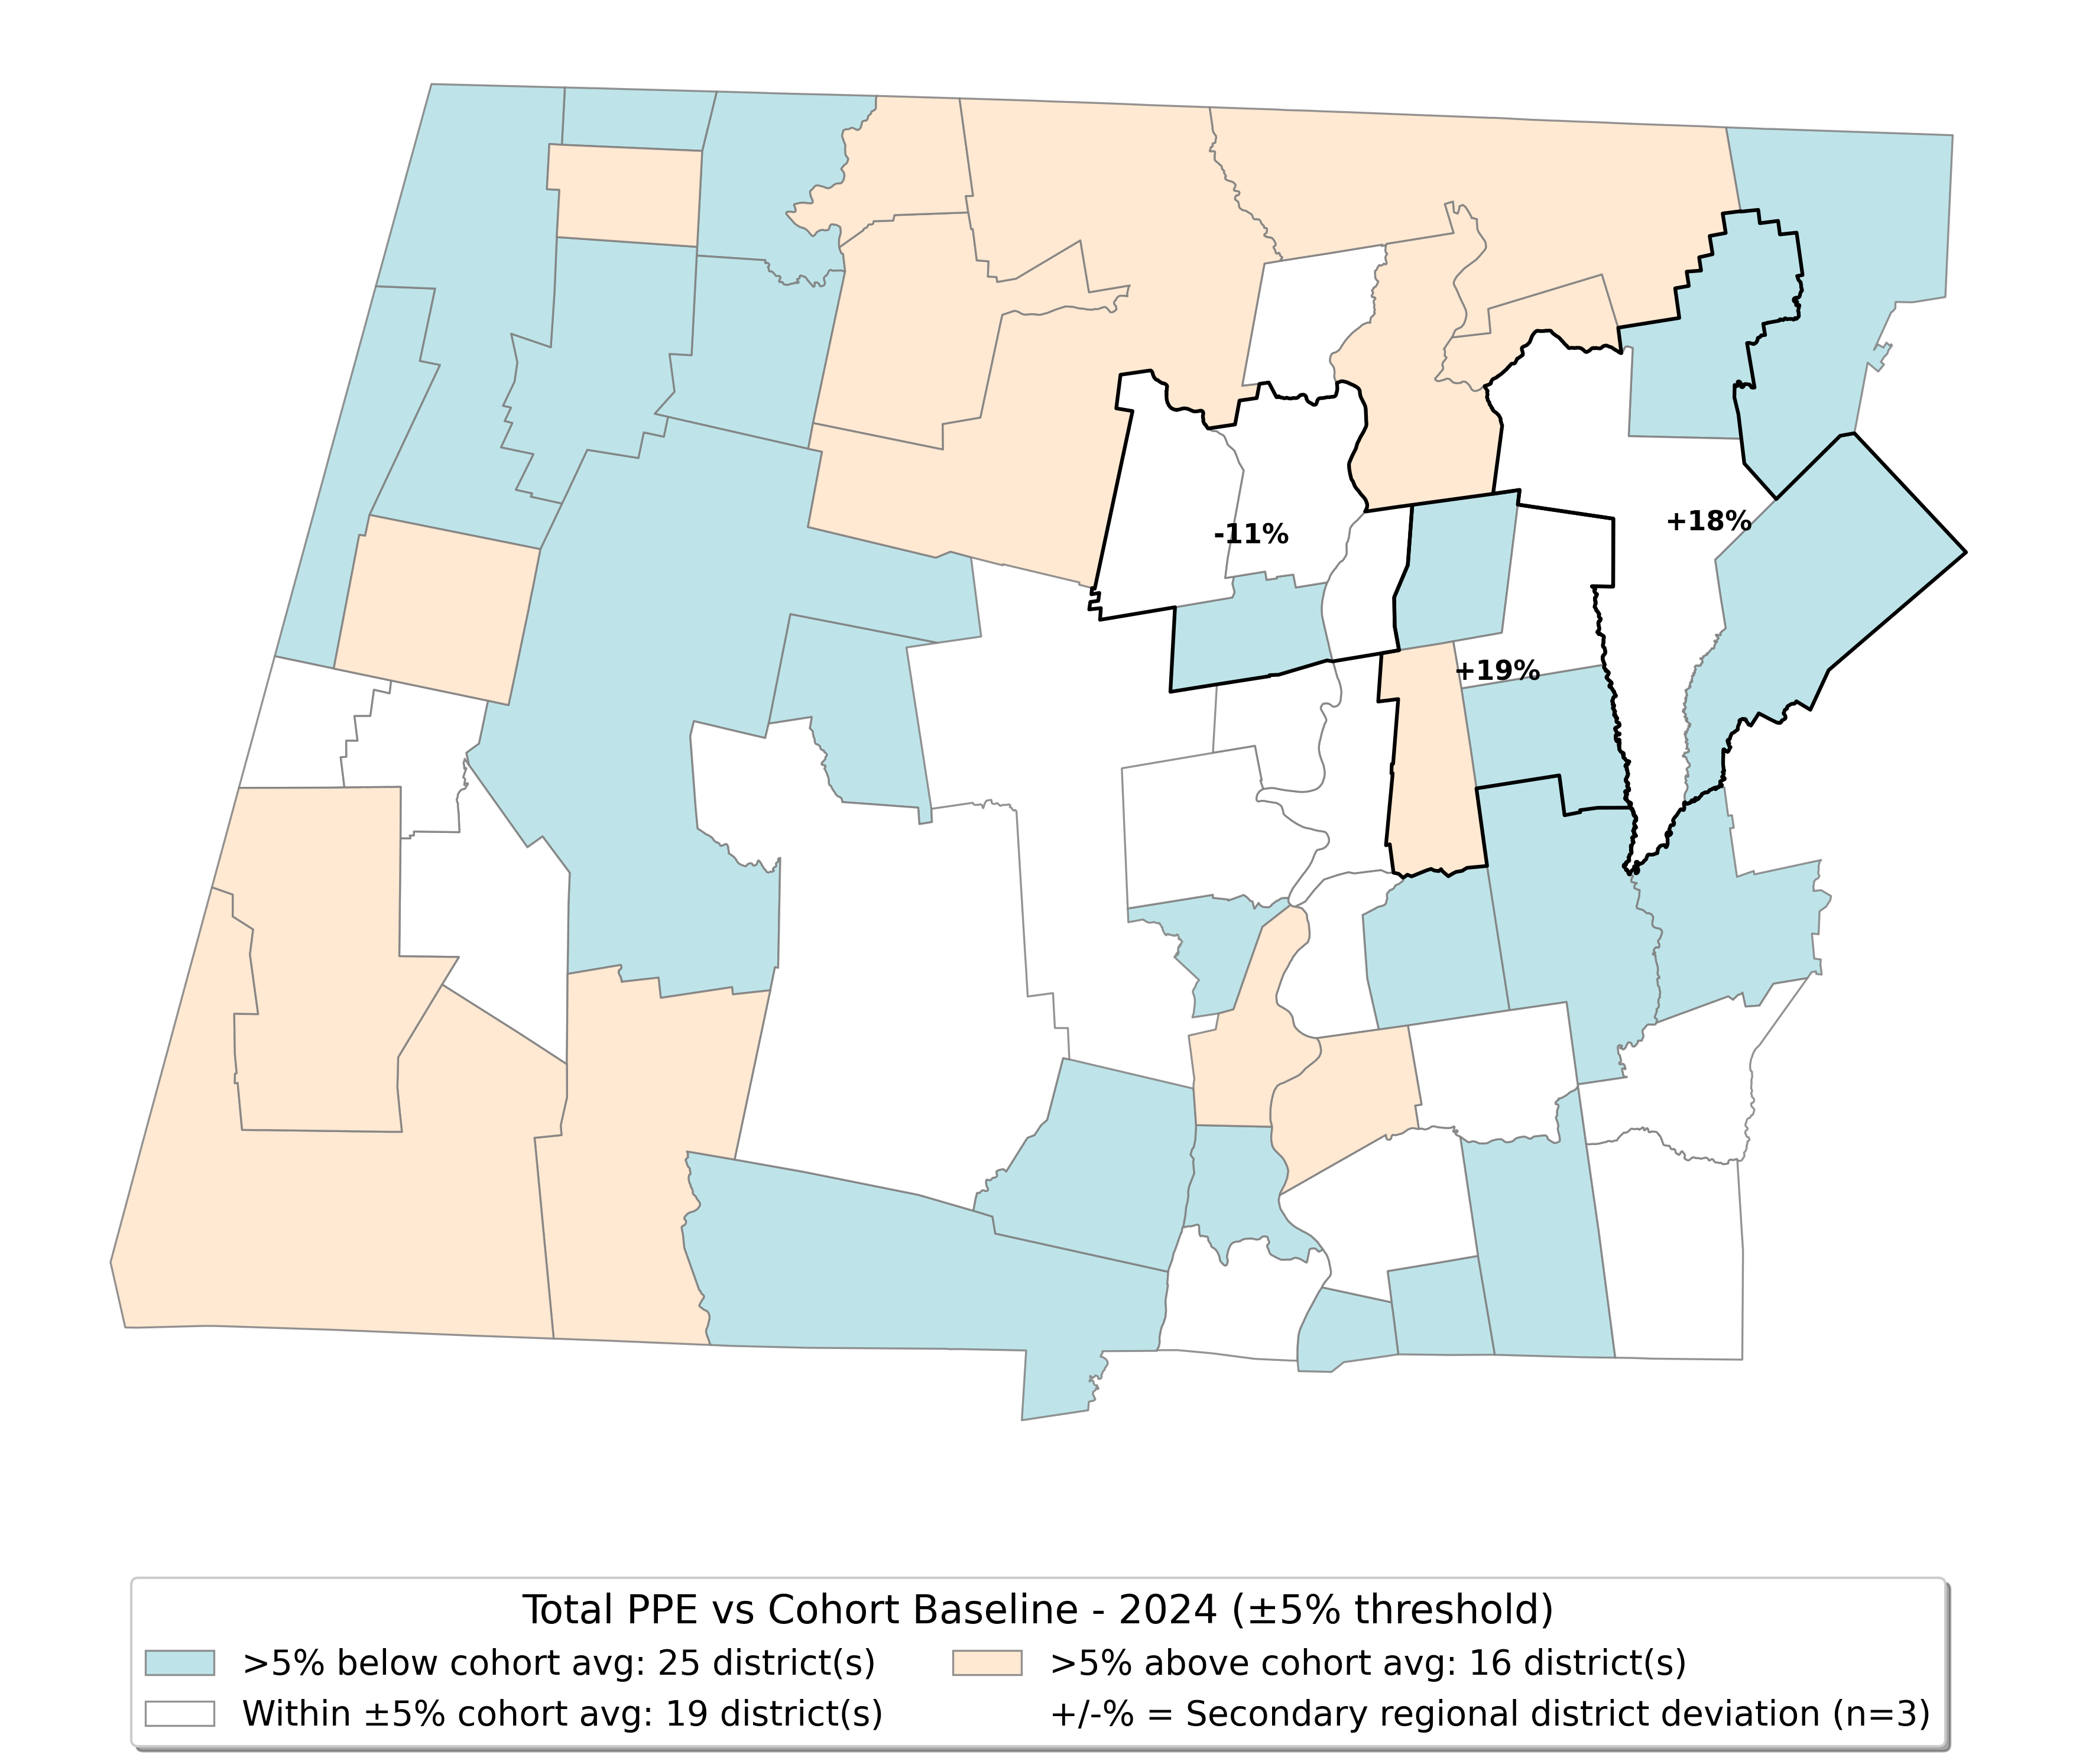 +18%
-11%
+19%
Total PPE vs Cohort Baseline - 2024 (±5% threshold)
>5% below cohort avg: 25 district(s)
>5% above cohort avg: 16 district(s)
Within ±5% cohort avg: 19 district(s)
+/-% = Secondary regional district deviation (n=3)